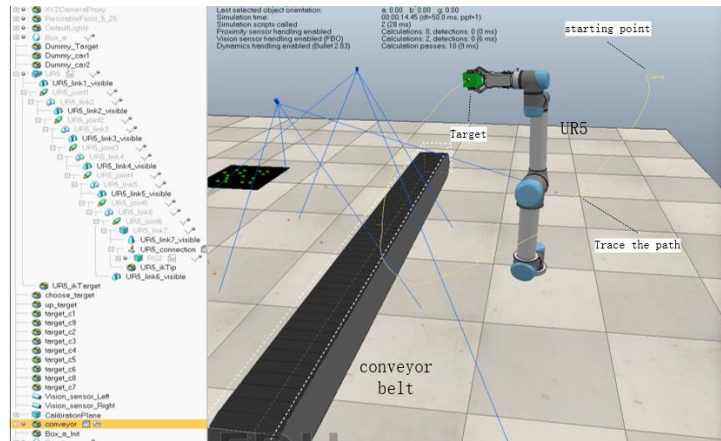 XYZCameraProxy
ResizableFloor_5_25
DefaultLights
Box_a
Dummy_Target
Dummy_car1
Dummy_car2
UR5
UR5_link1_visible
UR5_joint1
UR5_link2
UR5_link2_visible
UR5_joint2
UR5_link3
UR5_link3_visible
UR5_joint3
UR5_link4
UR5_link4_visible
UR5_joint4
UR5_link5
UR5_link5_visible
UR5_joint5
UR5_link6
UR5_joint6
UR5_link7
UR5_link7_visible
UR5_connection
RG2
UR5_ikTip
UR5_link6_visible
UR5_ikTarget
choose_target
up_target
target_c1
target_c9
target_c2
target_c3
target_c4
target_c5
target_c6
target_c8
target_c7
Vision_sensor_Left
Vision_sensor_Right
CalibrationPlane
conveyor
Box_a_Init
Last selected object orientation: a: 0.00 b: 0.00 g: 0.00
Simulation time: 00:00:14.45 (dt=50.0 ms, ppf=1)
Simulation scripts called 2 (28 ms)
Proximity sensor handling enabled Calculations: 0, detections: 0 (0 ms)
Vision sensor handling enabled (FBO) Calculations: 2, detections: 0 (6 ms)
Dynamics handling enabled (Bullet 2.83) Calculation passes: 10 (9 ms)
starting point
Curve
Target
UR5
Trace the path
conveyor
belt